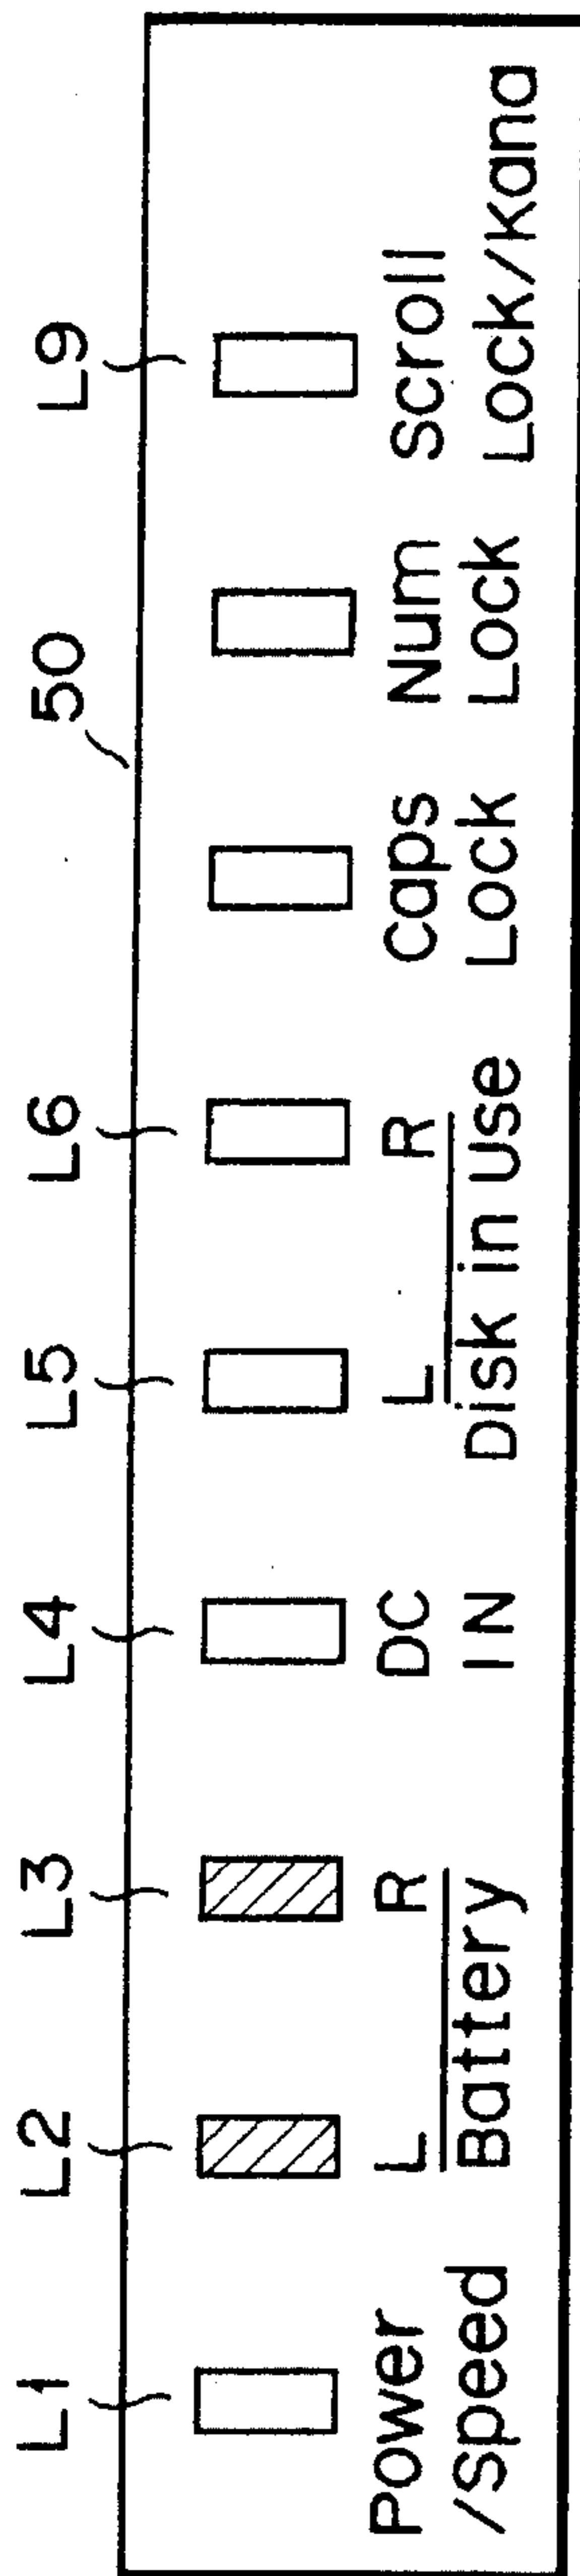 L1 L2 L3 L4 L5 L6 50 L9
Power L R DC L R Caps Num Scroll
/Speed Battery IN Disk in Use Lock Lock Lock/Kana